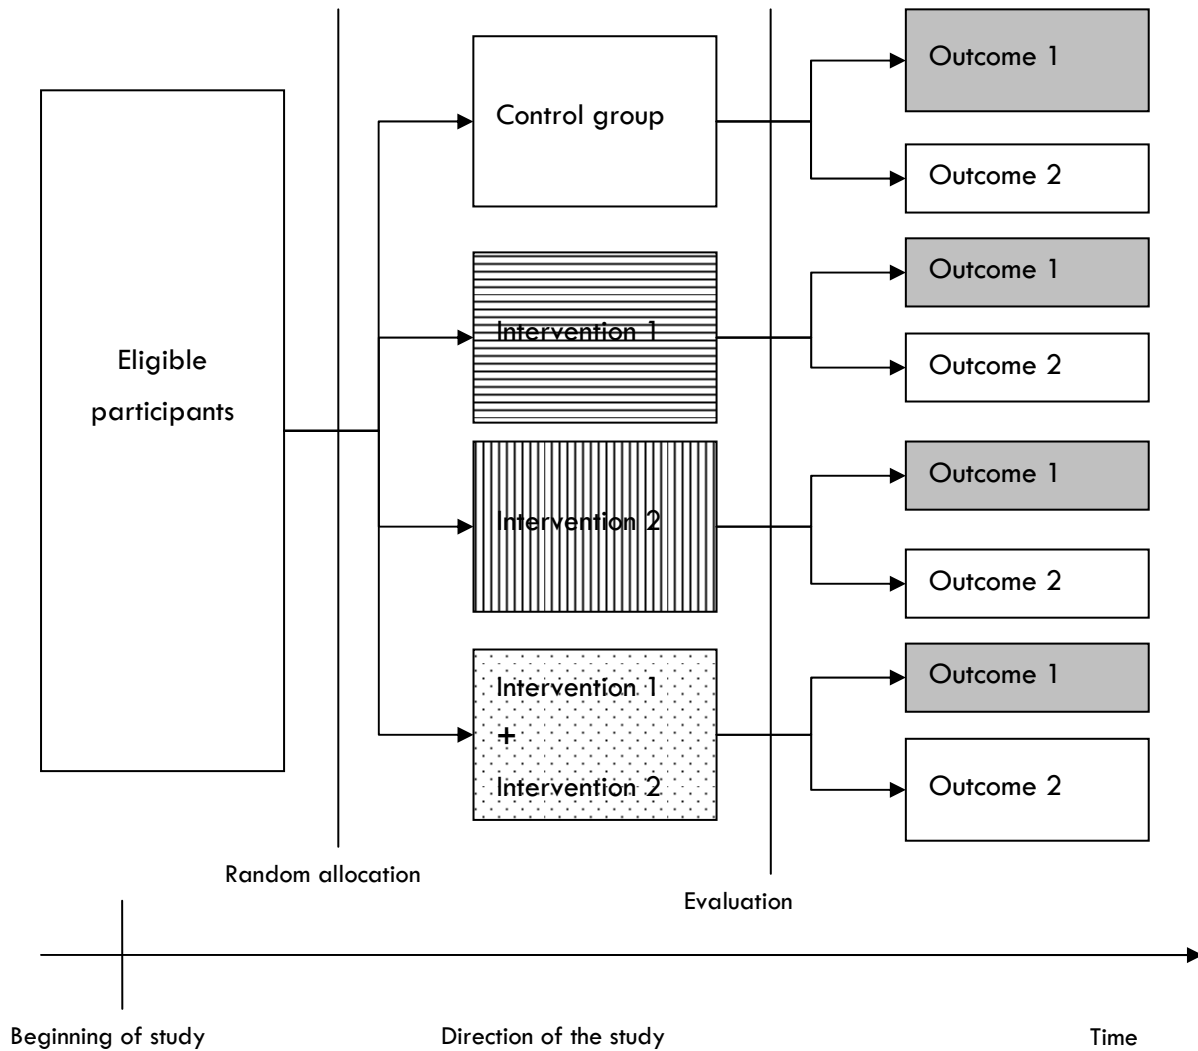 Eligible
participants
Control group
Intervention 1
Intervention 2
Intervention 1
+
Intervention 2
Outcome 1
Outcome 2
Outcome 1
Outcome 2
Outcome 1
Outcome 2
Outcome 1
Outcome 2
Random allocation
Evaluation
Beginning of study
Direction of the study
Time